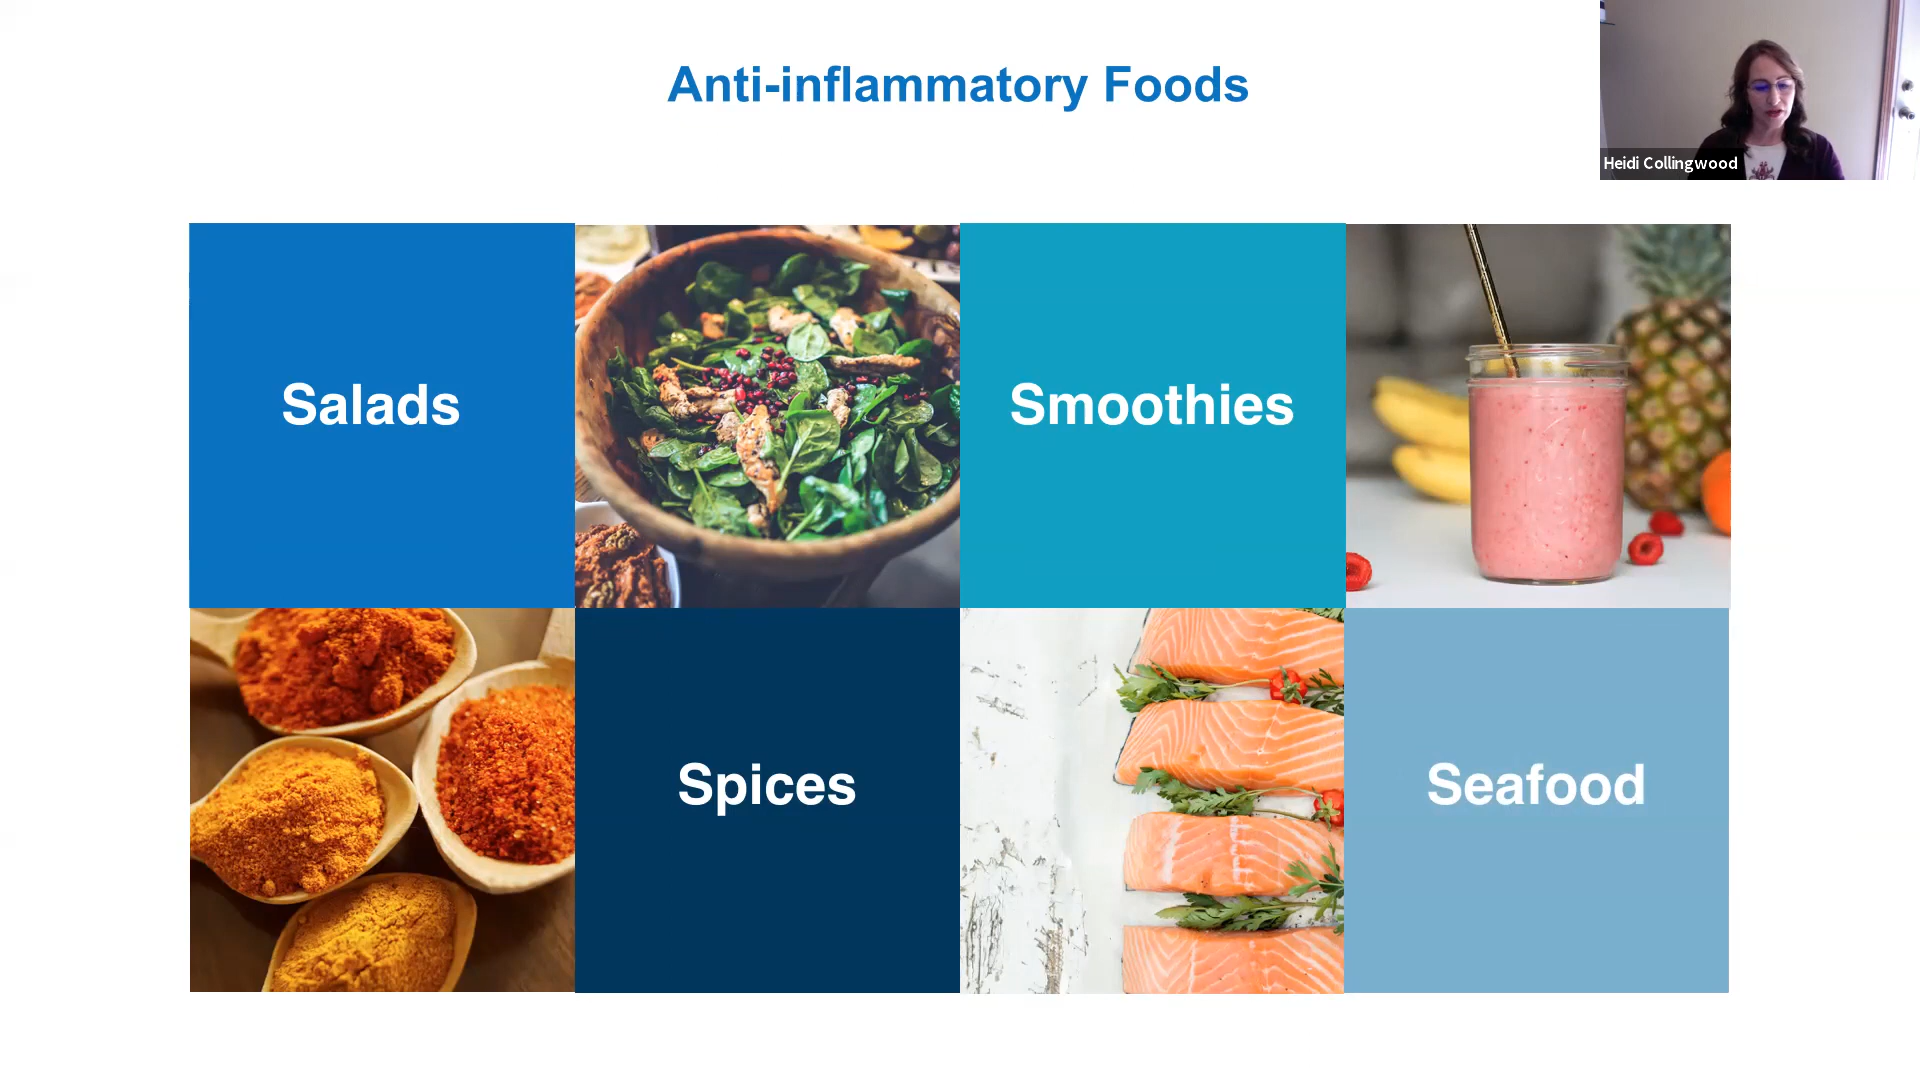 Anti-inflammatory Foods
Heidi Collingwood
Salads
Smoothies
Spices
Seafood